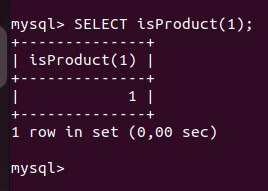 mysql> SELECT isProduct(1);
+--------------+
| isProduct(1) |
+--------------+
|            1 |
+--------------+
1 row in set (0,00 sec)
mysql>